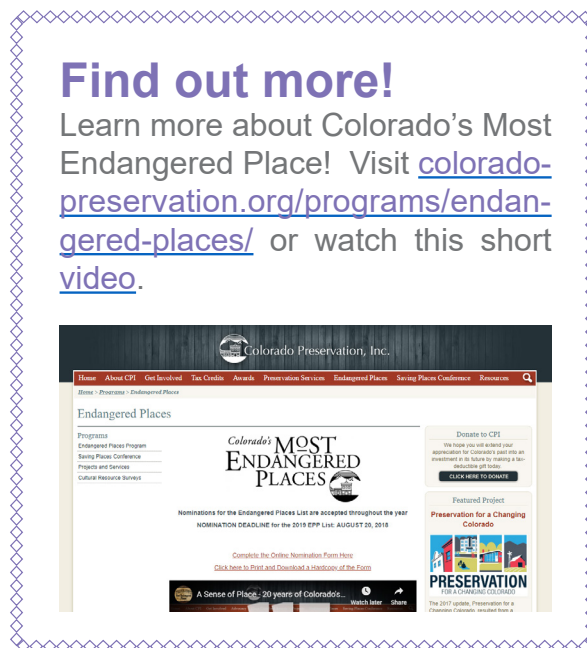 Find out more!
Learn more about Colorado's Most
Endangered Place! Visit colorado-
preservation.org/programs/endan-
gered-places/ or watch this short
video.
Colorado Preservation, Inc.
Home About CPI Get Involved Tax Credits Awards Preservation Services Endangered Places Saving Places Conference Resources
Home > Programs > Endangered Places
Endangered Places
Programs
Endangered Places Program
Saving Places Conference
Projects and Services
Cultural Resource Surveys
Colorado's MOST
ENDANGERED
PLACES
Nominations for the Endangered Places List are accepted throughout the year
NOMINATION DEADLINE for the 2019 EPP List: AUGUST 20, 2018
Complete the Online Nomination Form Here
Click here to Print and Download a Hardcopy of the Form
A Sense of Place - 20 years of Colorado's...
Watch later Share
Donate to CPI
We hope you will extend your
appreciation for Colorado's past into an
investment in its future by making a tax-
deductible gift today.
CLICK HERE TO DONATE
Featured Project
Preservation for a Changing
Colorado
PRESERVATION
FOR A CHANGING COLORADO
The 2017 update, Preservation for a
Changing Colorado, resulted from a